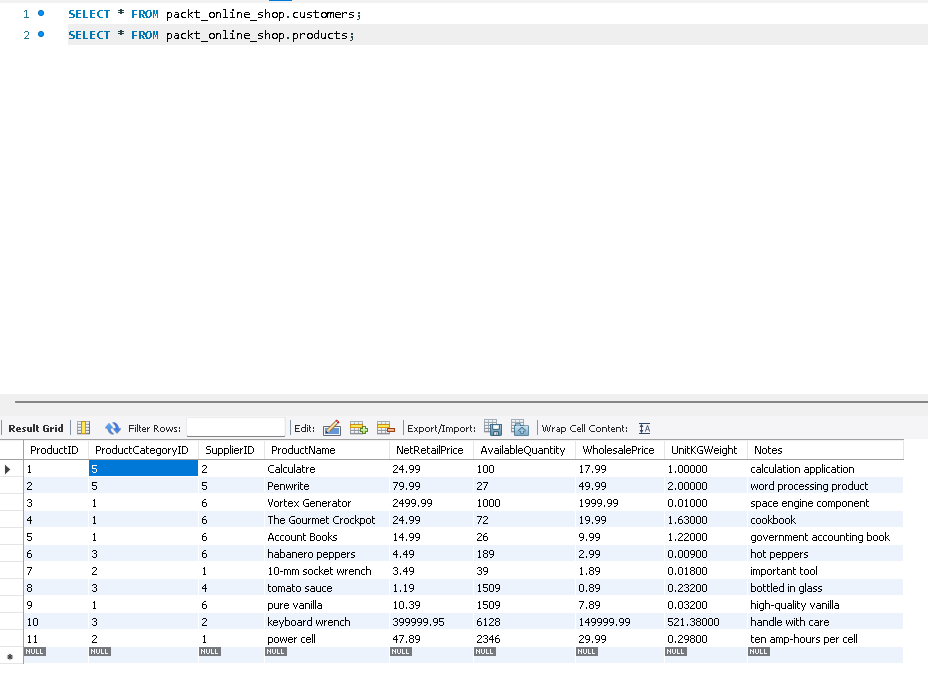 1 SELECT * FROM packt_online_shop.customers;
2 SELECT * FROM packt_online_shop.products;
Result Grid Filter Rows: Edit: Export/Import: Wrap Cell Content: IA
ProductID ProductCategoryID SupplierID ProductName NetRetailPrice AvailableQuantity WholesalePrice UnitKGWeight Notes
1 5 2 Calculatre 24.99 100 17.99 1.00000 calculation application
2 5 5 Penwrite 79.99 27 49.99 2.00000 word processing product
3 1 6 Vortex Generator 2499.99 1000 1999.99 0.01000 space engine component
4 1 6 The Gourmet Crockpot 24.99 72 19.99 1.63000 cookbook
5 1 6 Account Books 14.99 26 9.99 1.22000 government accounting book
6 3 6 habanero peppers 4.49 189 2.99 0.00900 hot peppers
7 2 1 10-mm socket wrench 3.49 39 1.89 0.01800 important tool
8 3 4 tomato sauce 1.19 1509 0.89 0.23200 bottled in glass
9 1 6 pure vanilla 10.39 1509 7.89 0.03200 high-quality vanilla
10 3 2 keyboard wrench 399999.95 6128 149999.99 521.38000 handle with care
11 2 1 power cell 47.89 2346 29.99 0.29800 ten amp-hours per cell
NULL NULL NULL NULL NULL NULL NULL NULL NULL